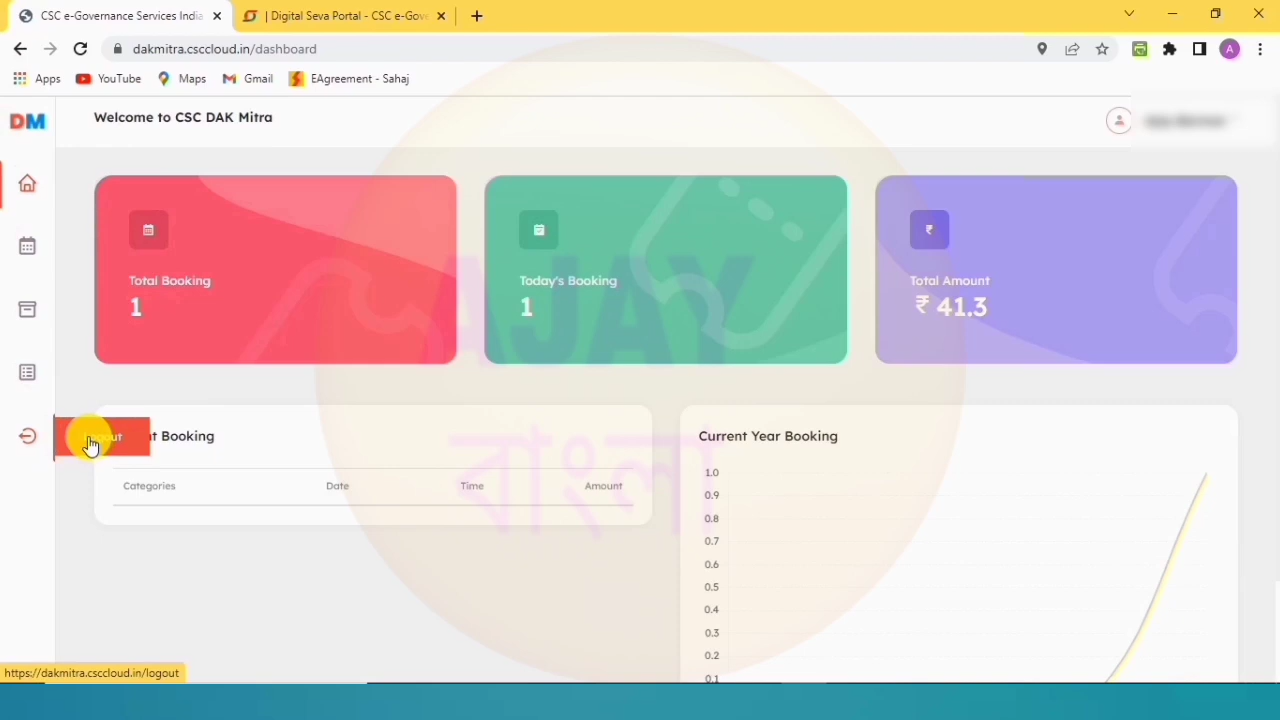 CSC e-Governance Services India
| Digital Seva Portal - CSC e-Gov
dakmitra.csccloud.in/dashboard
A
Apps
YouTube
Maps
Gmail
EAgreement - Sahaj
DM
Welcome to CSC DAK Mitra
Total Booking
1
Today's Booking
1
Total Amount
₹ 41.3
AJAY
বাংলা
Logout
t Booking
Categories Date Time Amount
Current Year Booking
1.0
0.9
0.8
0.7
0.6
0.5
0.4
0.3
0.2
0.1
https://dakmitra.csccloud.in/logout